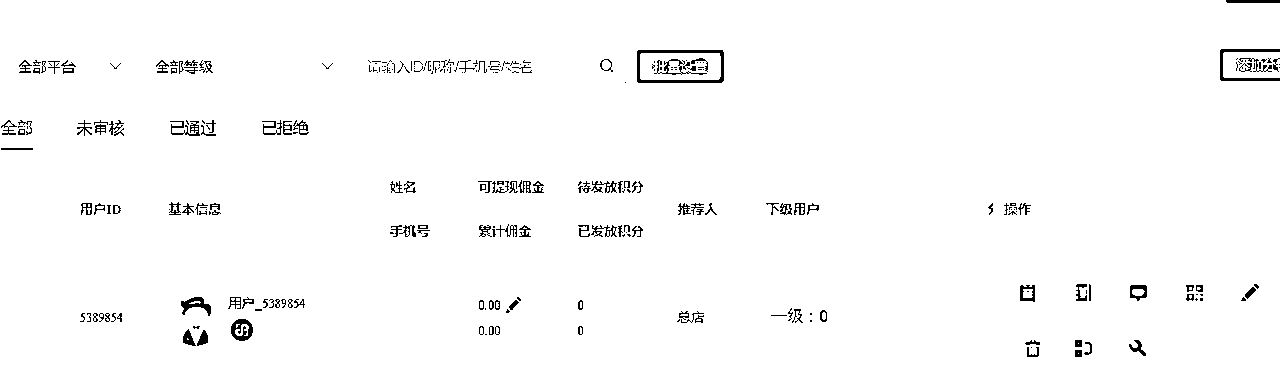 全部平台 全部等级 请输入ID/昵称/手机号/姓名 批量设置 添加分
全部 未审核 已通过 已拒绝
姓名 可提现佣金 待发放积分
用户ID 基本信息 推荐人 下级用户 操作
手机号 累计佣金 已发放积分
用户_5389854 0.00 0
5389854 总店 一级：0
0.00 0